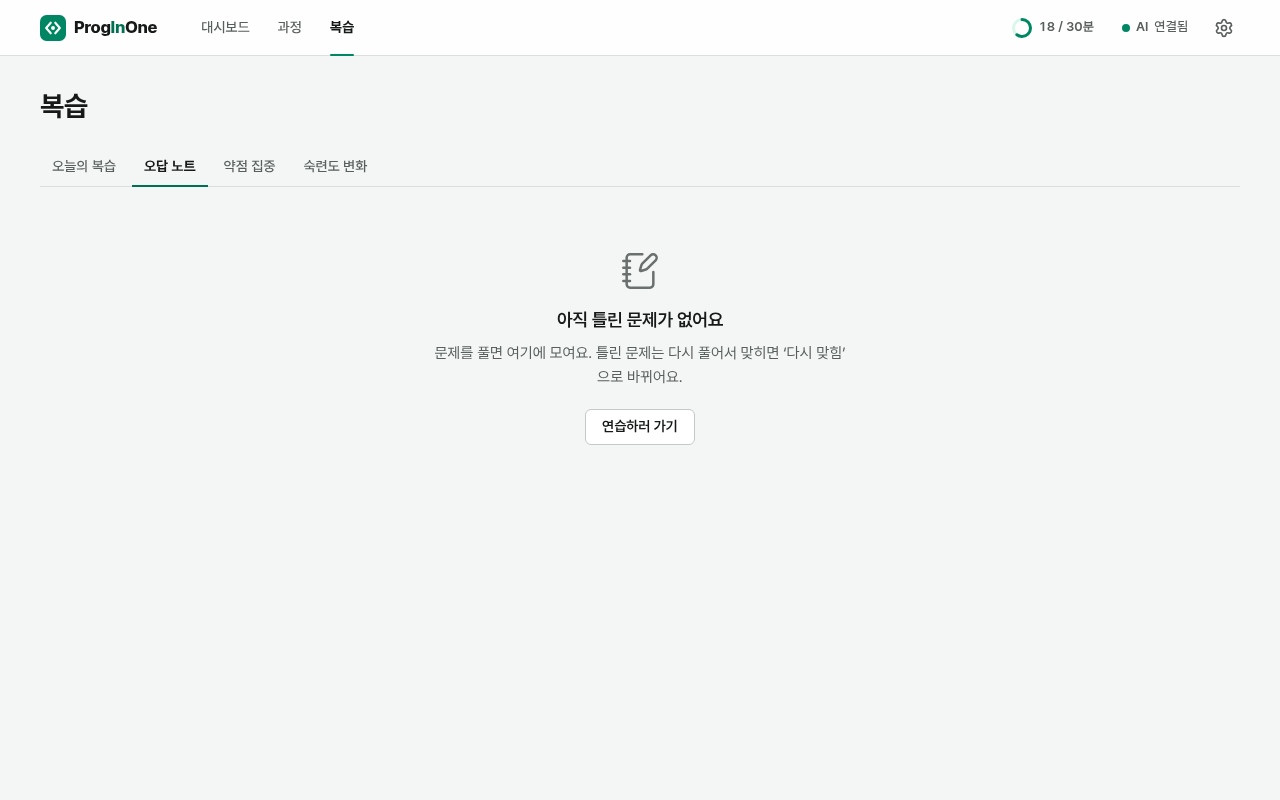 ProgInOne
대시보드
과정
복습
18 / 30분
AI 연결됨
복습
오늘의 복습
오답 노트
약점 집중
숙련도 변화
아직 틀린 문제가 없어요
문제를 풀면 여기에 모여요. 틀린 문제는 다시 풀어서 맞히면 ‘다시 맞힘’
으로 바뀌어요.
연습하러 가기